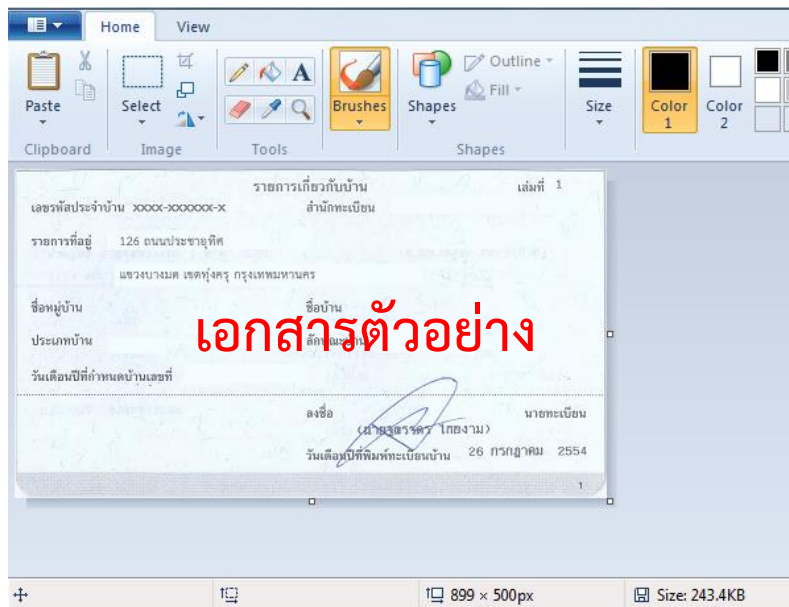 Home View
Paste Select Brushes Shapes Outline Fill Size Color 1 Color 2
Clipboard Image Tools Shapes
รายการเกี่ยวกับบ้าน เล่มที่ 1
เลขรหัสประจำบ้าน xxxx-xxxxxx-x สำนักทะเบียน
รายการที่อยู่ 126 ถนนประชาอุทิศ
แขวงบางมด เขตทุ่งครุ กรุงเทพมหานคร
ชื่อหมู่บ้าน ชื่อบ้าน
เอกสารตัวอย่าง
ประเภทบ้าน
วันเดือนปีที่กำหนดบ้านเลขที่
ลงชื่อ นายทะเบียน
วันเดือนปีที่พิมพ์ทะเบียนบ้าน 26 กรกฎาคม 2554
1
899 × 500px Size: 243.4KB